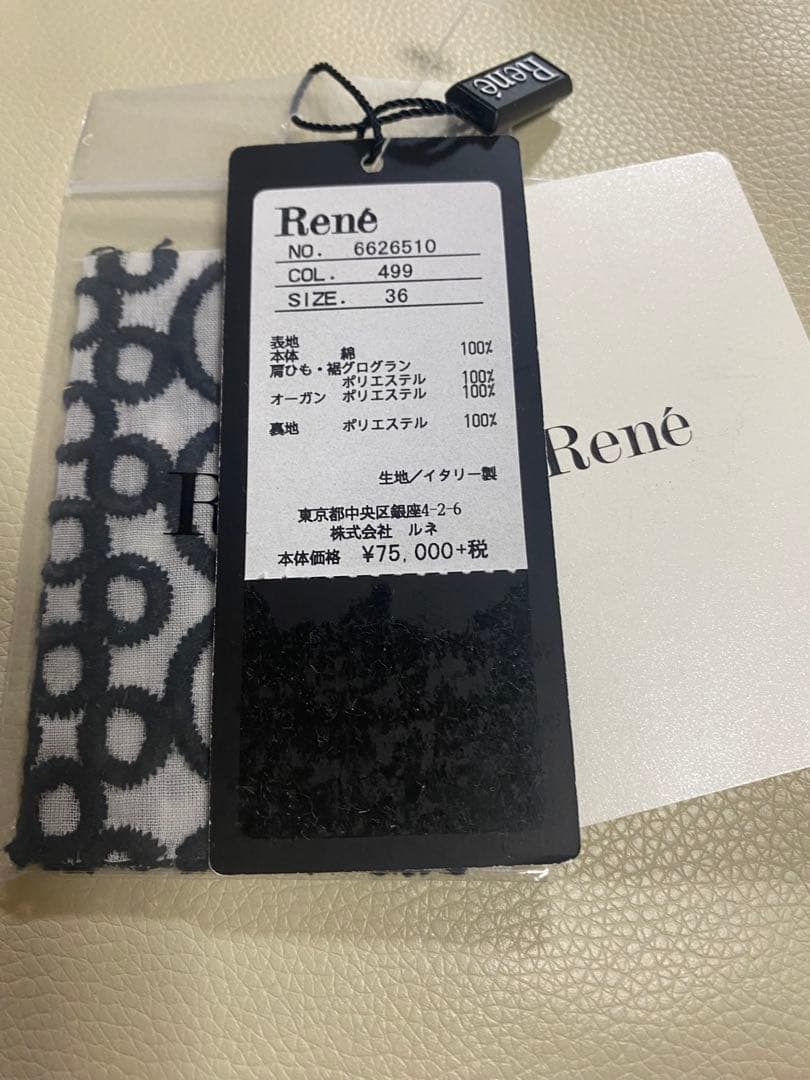 René
René
NO. 6626510
COL. 499
SIZE. 36
表地
本体 綿 100%
肩ひも・裾グログラン
ポリエステル 100%
オーガン ポリエステル 100%
裏地 ポリエステル 100%
生地/イタリー製
東京都中央区銀座4-2-6
株式会社 ルネ
本体価格 ¥75,000+税
René
R